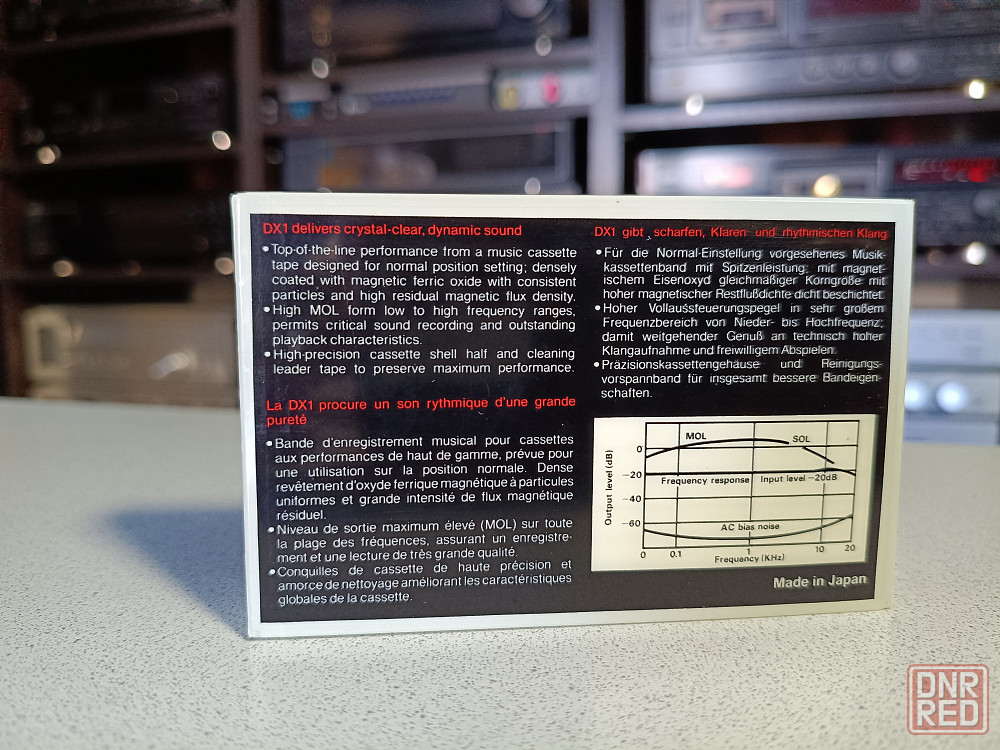 DX1 delivers crystal-clear, dynamic sound
• Top-of-the-line performance from a music cassette
tape designed for normal position setting; densely
coated with magnetic ferric oxide with consistent
particles and high residual magnetic flux density.
• High MOL form low to high frequency ranges,
permits critical sound recording and outstanding
playback characteristics.
• High-precision cassette shell half and cleaning
leader tape to preserve maximum performance.
La DX1 procure un son rythmique d'une grande
pureté
• Bande d'enregistrement musical pour cassettes
aux performances de haut de gamme, prévue pour
une utilisation sur la position normale. Dense
revêtement d'oxyde ferrique magnétique à particules
uniformes et grande intensité de flux magnétique
résiduel.
• Niveau de sortie maximum élevé (MOL) sur toute
la plage des fréquences, assurant un enregistre-
ment et une lecture de très grande qualité.
• Conquilles de cassette de haute précision et
amorce de nettoyage améliorant les caractéristiques
globales de la cassette.
DX1 gibt scharfen, Klaren und rhythmischen Klang
• Für die Normal-Einstellung vorgesehenes Musik-
kassettenband mit Spitzenleistung; mit magnet-
ischem Eisenoxyd gleichmäßiger Korngröße mit
hoher magnetischer Restflußdichte dicht beschichtet.
• Hoher Vollaussteuerungspegel in sehr großem
Frequenzbereich von Nieder- bis Hochfrequenz;
damit weitgehender Genuß an technisch hoher
Klangaufnahme und freiwilligem Abspielen.
• Präzisionskassettengehäuse und Reinigungs-
vorspannband für insgesamt bessere Bandeigen-
schaften.
Output level (dB)
0
-20
-40
-60
MOL
SOL
Frequency response Input level -20dB
AC bias noise
0 0.1 1 10 20
Frequency (KHz)
Made in Japan
DNR
RED